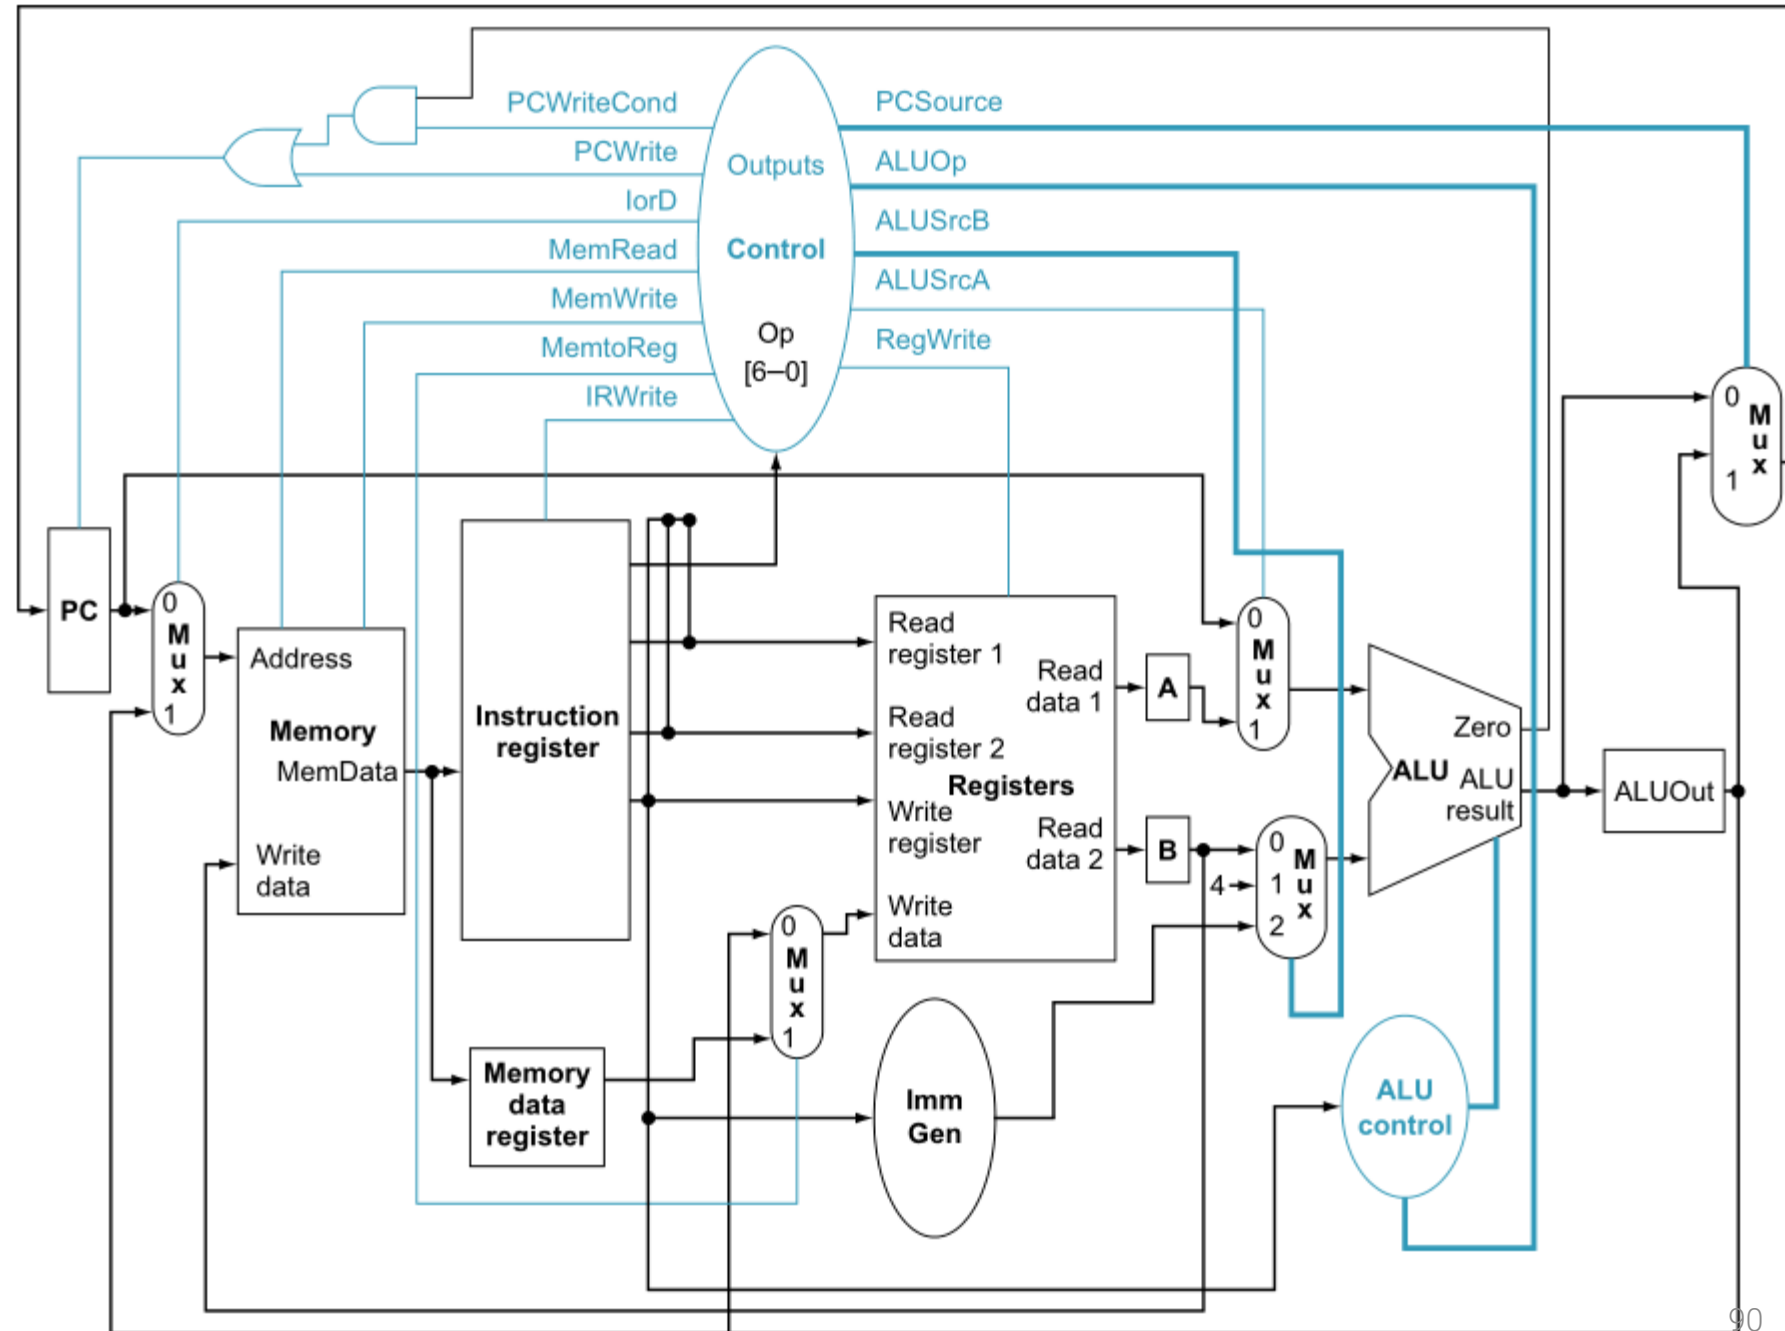 PCWriteCond
PCWrite
IorD
MemRead
MemWrite
MemtoReg
IRWrite
Outputs
Control
Op
[6–0]
PCSource
ALUOp
ALUSrcB
ALUSrcA
RegWrite
0
M
u
x
1
PC
0
M
u
x
1
Address
Memory
MemData
Write
data
Instruction
register
Memory
data
register
0
M
u
x
1
Read
register 1
Read
register 2
Registers
Write
register
Write
data
Read
data 1
Read
data 2
A
B
Imm
Gen
0
M
u
x
1
4
0
1
2
M
u
x
Zero
ALU
ALU
result
ALUOut
ALU
control
90